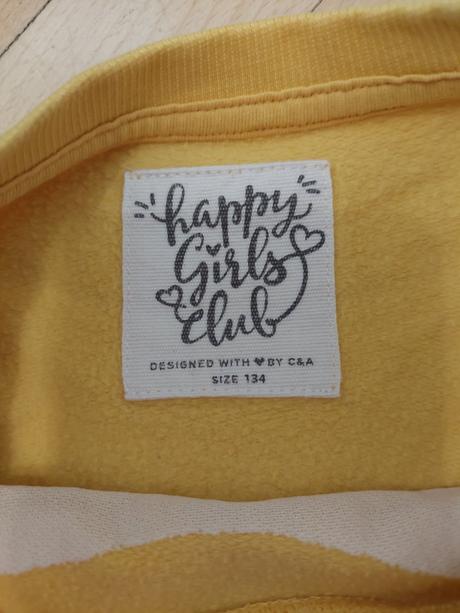 happy
Girls
Club
DESIGNED WITH ♥ BY C&A
SIZE 134